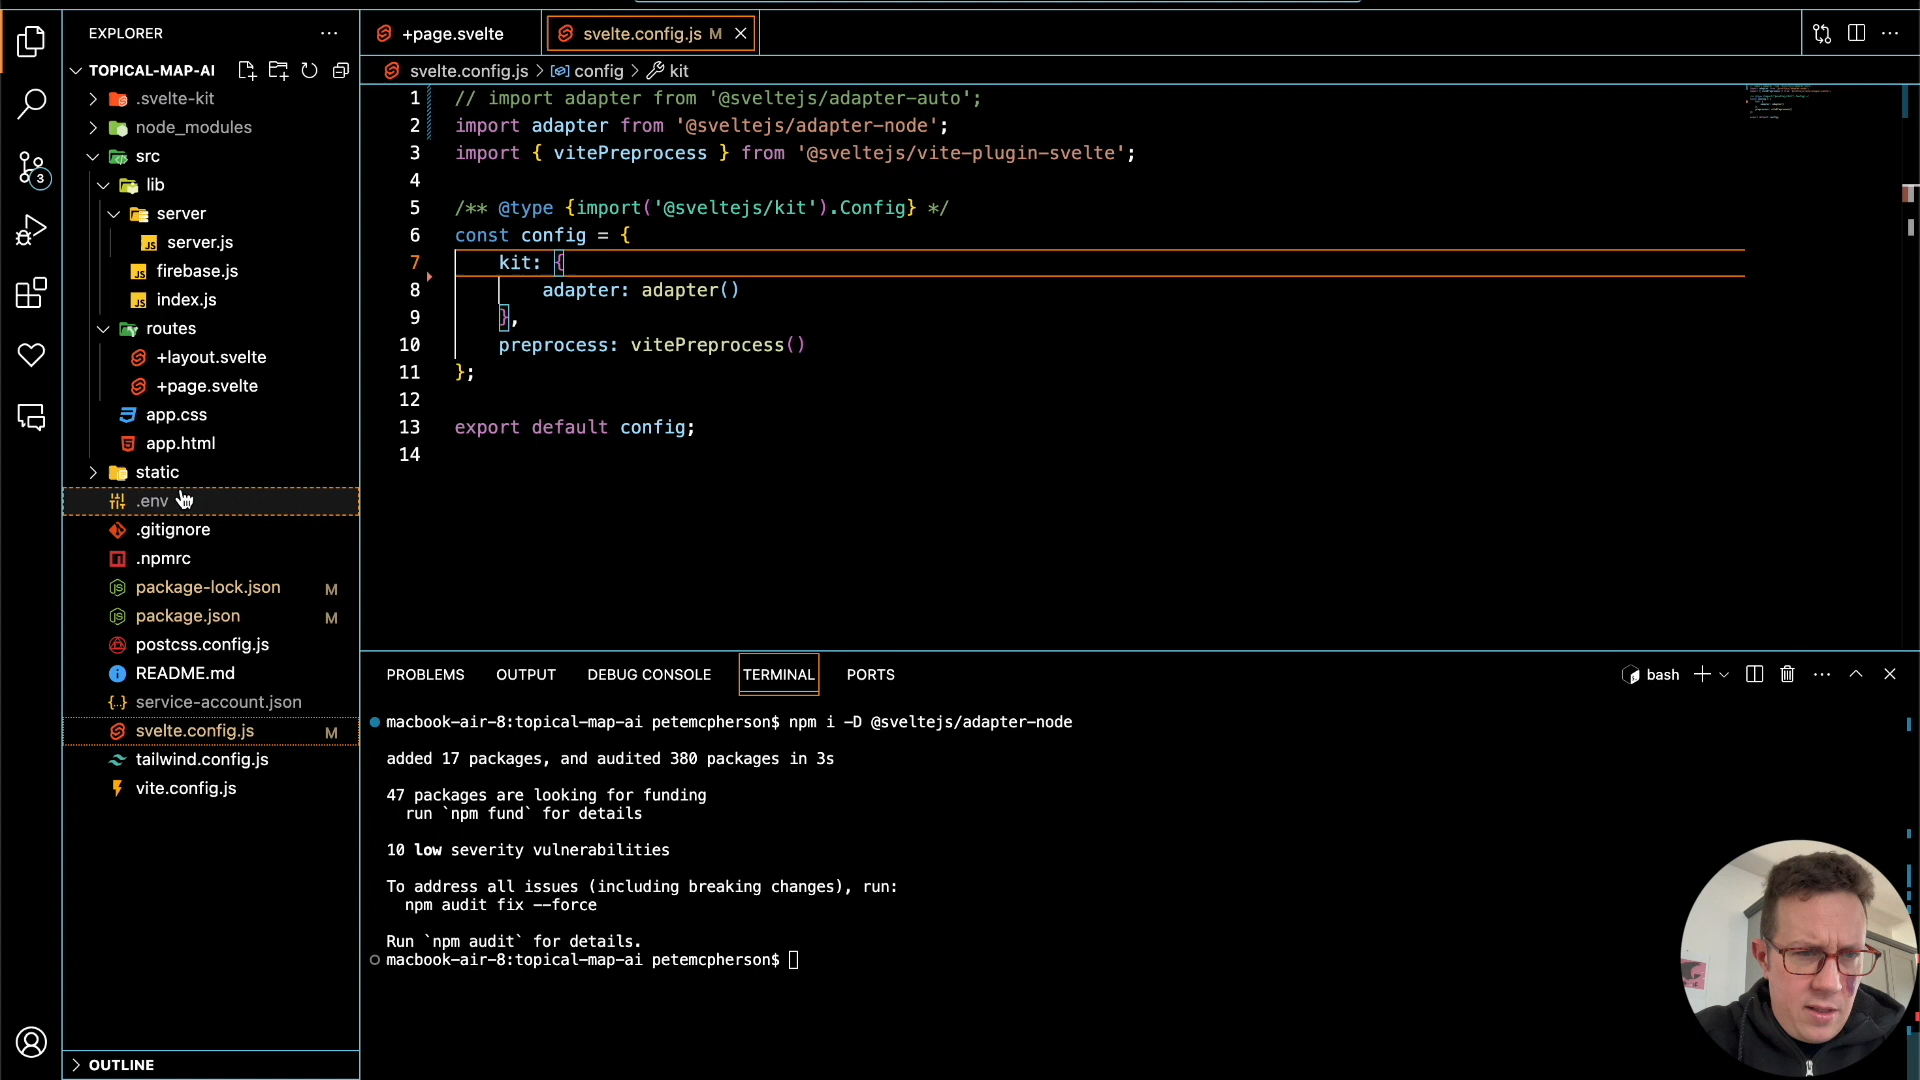 EXPLORER
TOPICAL-MAP-AI
.svelte-kit
node_modules
src
lib
server
server.js
firebase.js
index.js
routes
+layout.svelte
+page.svelte
app.css
app.html
static
.env
.gitignore
.npmrc
package-lock.json M
package.json M
postcss.config.js
README.md
service-account.json
svelte.config.js M
tailwind.config.js
vite.config.js
OUTLINE
3
+page.svelte
svelte.config.js M
svelte.config.js > config > kit
1 // import adapter from '@sveltejs/adapter-auto';
2 import adapter from '@sveltejs/adapter-node';
3 import { vitePreprocess } from '@sveltejs/vite-plugin-svelte';
4
5 /** @type {import('@sveltejs/kit').Config} */
6 const config = {
7 kit: {
8 adapter: adapter()
9 },
10 preprocess: vitePreprocess()
11 };
12
13 export default config;
14
PROBLEMS OUTPUT DEBUG CONSOLE TERMINAL PORTS
bash
macbook-air-8:topical-map-ai petemcpherson$ npm i -D @sveltejs/adapter-node
added 17 packages, and audited 380 packages in 3s
47 packages are looking for funding
run `npm fund` for details
10 low severity vulnerabilities
To address all issues (including breaking changes), run:
npm audit fix --force
Run `npm audit` for details.
macbook-air-8:topical-map-ai petemcpherson$